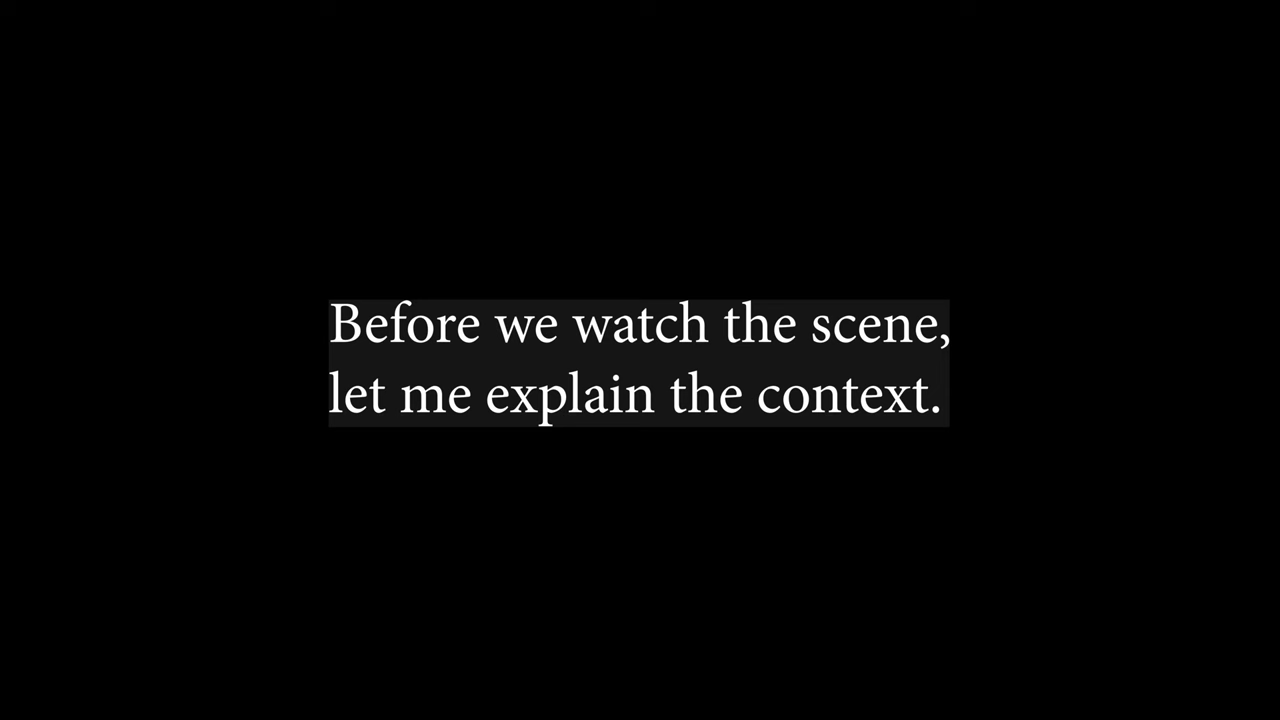 Before we watch the scene,
let me explain the context.